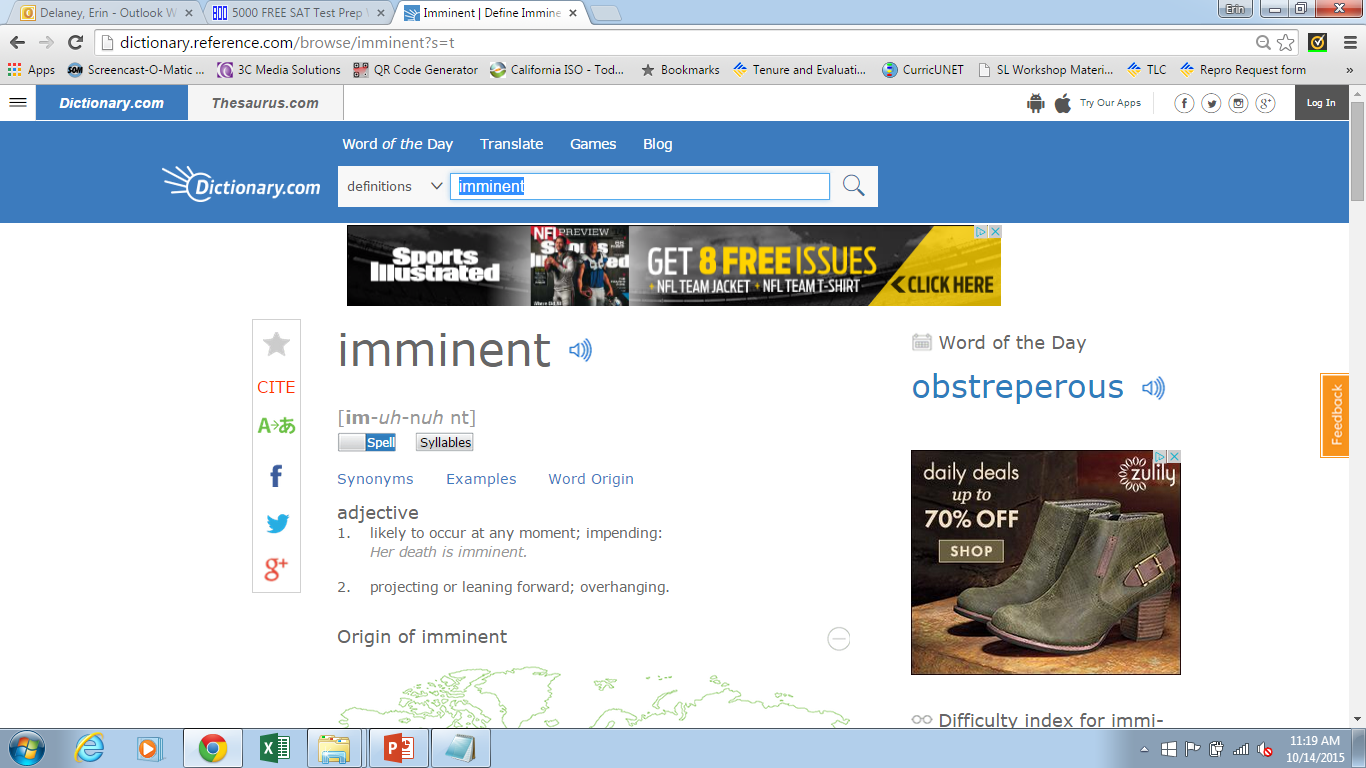 Delaney, Erin - Outlook W
5000 FREE SAT Test Prep
Imminent | Define Immine
Erin
dictionary.reference.com/browse/imminent?s=t
Apps
Screencast-O-Matic ...
3C Media Solutions
QR Code Generator
California ISO - Tod...
Bookmarks
Tenure and Evaluati...
CurricUNET
SL Workshop Materi...
TLC
Repro Request form
»
Dictionary.com
Thesaurus.com
Try Our Apps
Log In
Word of the Day
Translate
Games
Blog
Dictionary.com
definitions
imminent
Sports
Illustrated
PREVIEW
GET 8 FREE ISSUES
+ NFL TEAM JACKET + NFL TEAM T-SHIRT
CLICK HERE
CITE
A→あ
imminent
[im-uh-nuh nt]
Spell
Syllables
Synonyms
Examples
Word Origin
adjective
1. likely to occur at any moment; impending:
Her death is imminent.
2. projecting or leaning forward; overhanging.
Origin of imminent
Word of the Day
obstreperous
Feedback
daily deals
up to
70% OFF
SHOP
zulily
Difficulty index for immi-
11:19 AM
10/14/2015